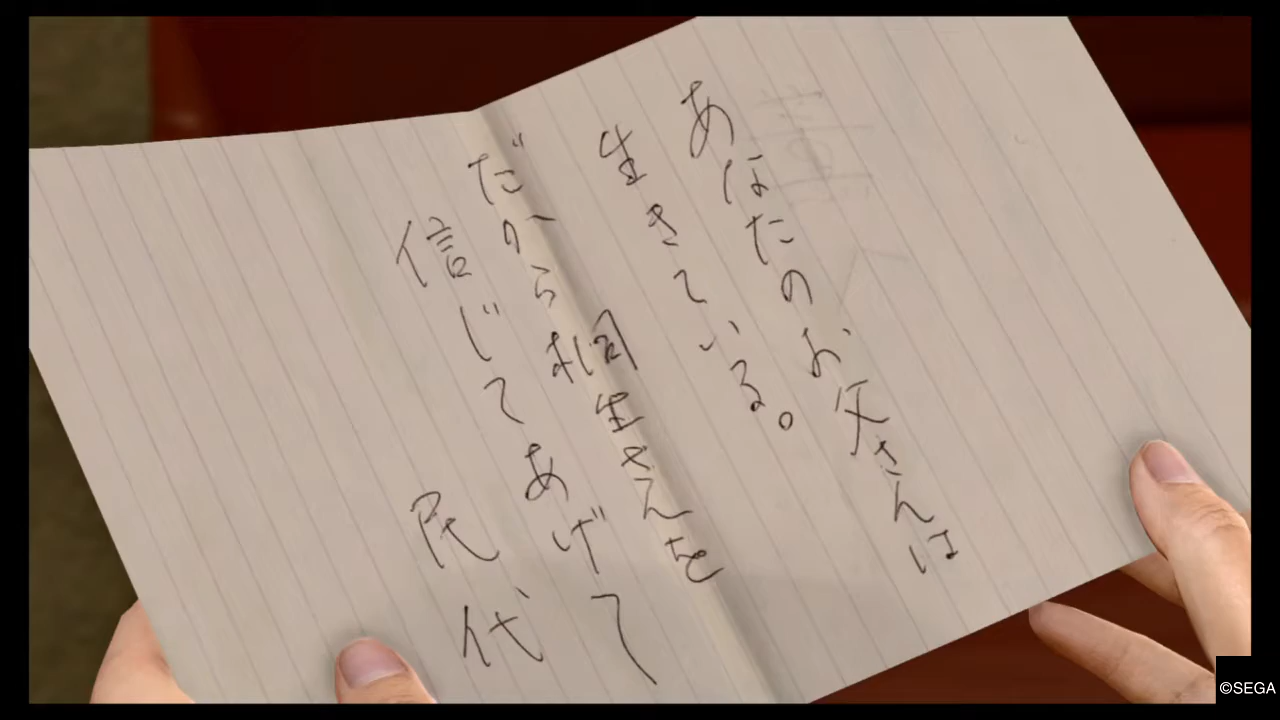 あなたのお父さんは
生きている。
だから桐生さんを
信じてあげて
民代
©SEGA